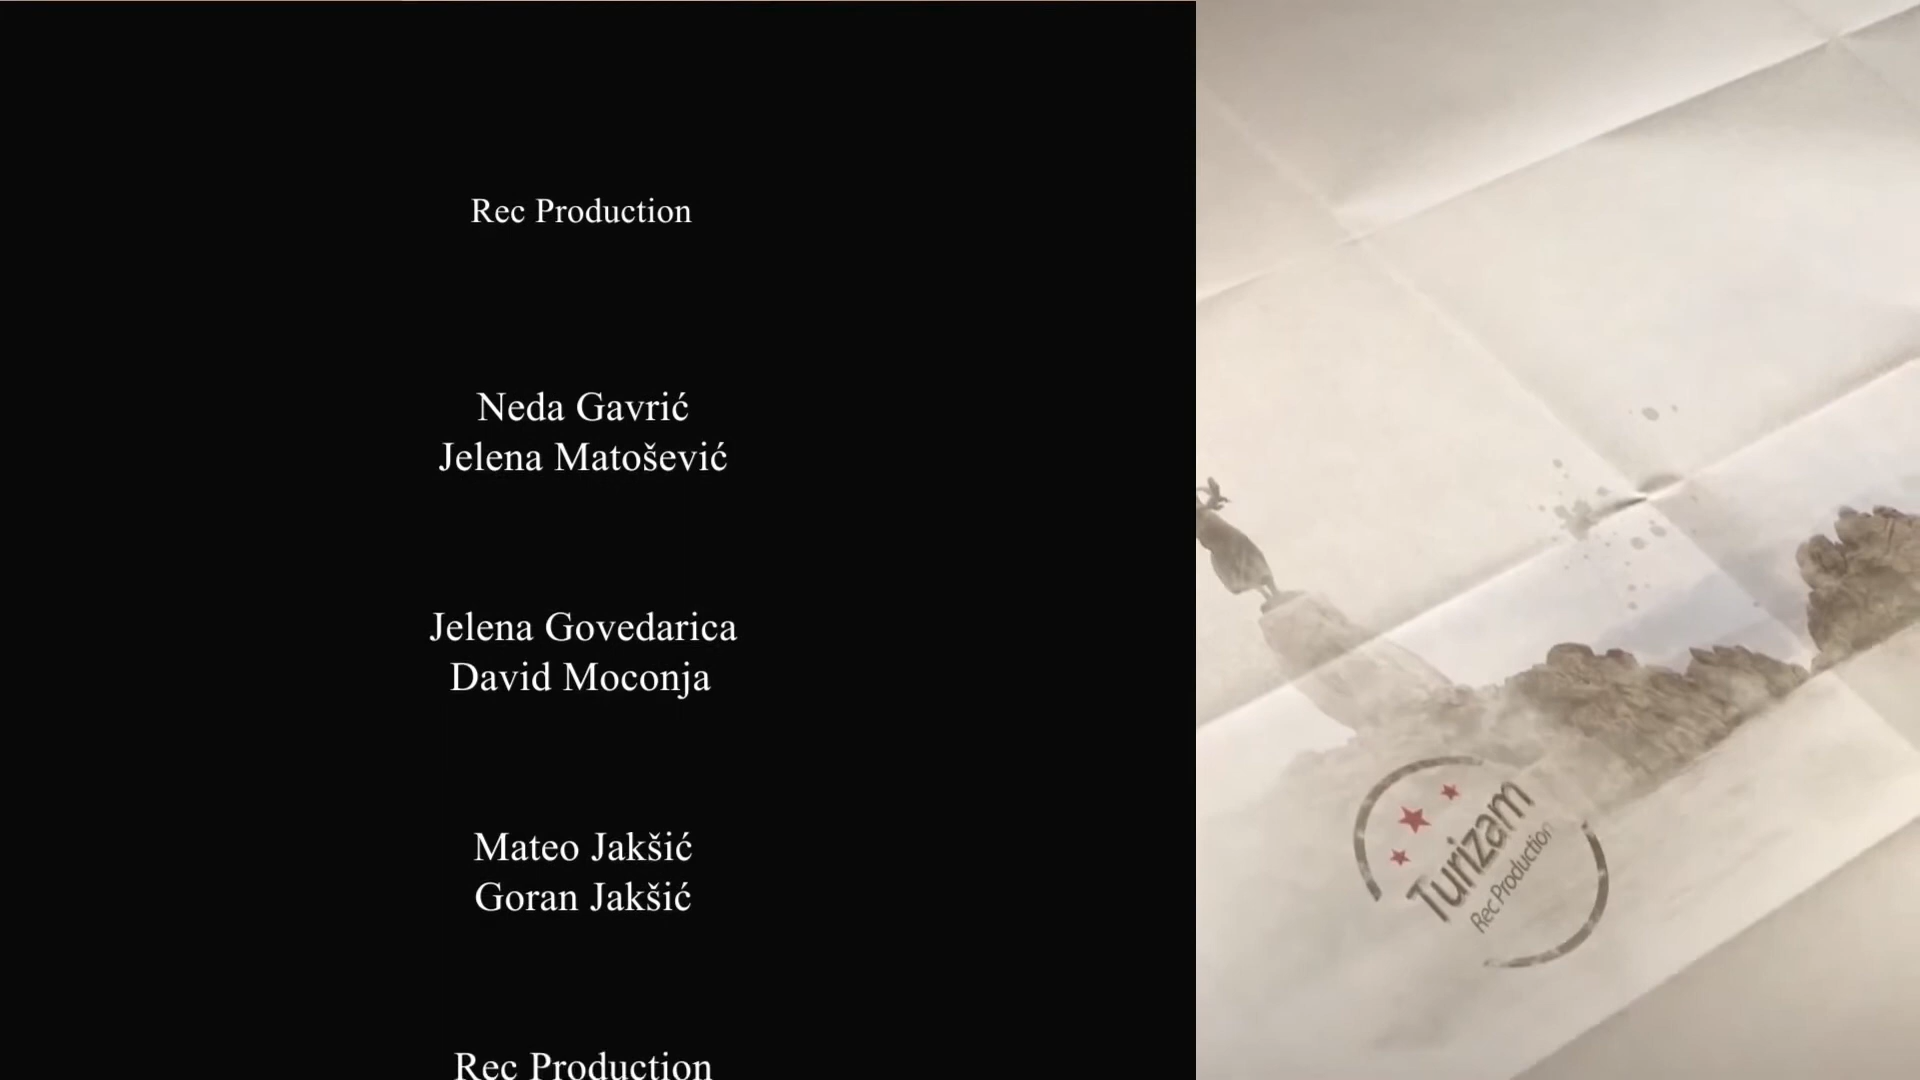 Rec Production
Neda Gavrić
Jelena Matošević
Jelena Govedarica
David Moconja
Mateo Jakšić
Goran Jakšić
Rec Production
Turizam
Rec Production